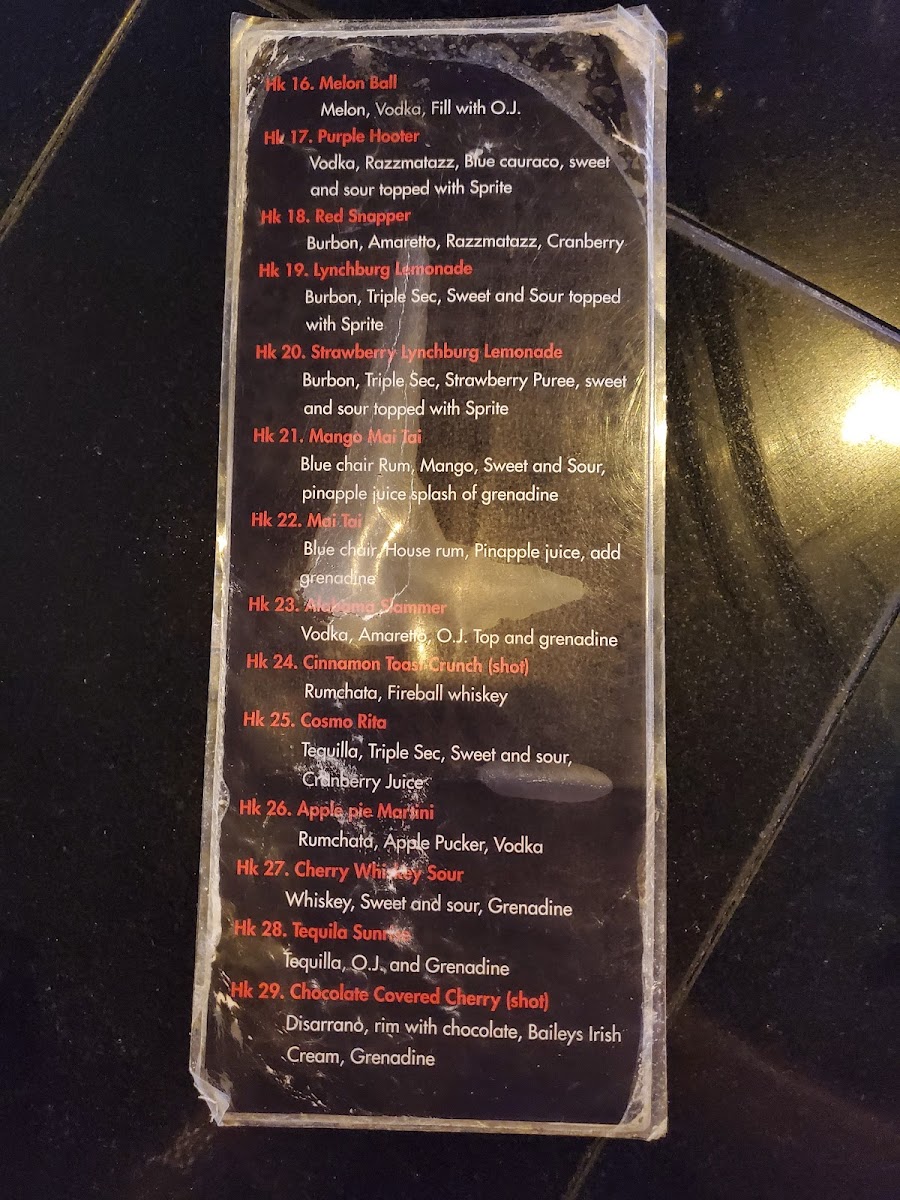 Hk 16. Melon Ball
Melon, Vodka, Fill with O.J.
Hk 17. Purple Hooter
Vodka, Razzmatazz, Blue cauraco, sweet
and sour topped with Sprite
Hk 18. Red Snapper
Burbon, Amaretto, Razzmatazz, Cranberry
Hk 19. Lynchburg Lemonade
Burbon, Triple Sec, Sweet and Sour topped
with Sprite
Hk 20. Strawberry Lynchburg Lemonade
Burbon, Triple Sec, Strawberry Puree, sweet
and sour topped with Sprite
Hk 21. Mango Mai Tai
Blue chair Rum, Mango, Sweet and Sour,
pinapple juice splash of grenadine
Hk 22. Mai Tai
Blue chair, House rum, Pinapple juice, add
grenadine
Hk 23. Alabama Slammer
Vodka, Amaretto, O.J. Top and grenadine
Hk 24. Cinnamon Toast Crunch (shot)
Rumchata, Fireball whiskey
Hk 25. Cosmo Rita
Tequilla, Triple Sec, Sweet and sour,
Cranberry Juice
Hk 26. Apple pie Martini
Rumchata, Apple Pucker, Vodka
Hk 27. Cherry Whiskey Sour
Whiskey, Sweet and sour, Grenadine
Hk 28. Tequila Sunrise
Tequilla, O.J. and Grenadine
Hk 29. Chocolate Covered Cherry (shot)
Disarrano, rim with chocolate, Baileys Irish
Cream, Grenadine